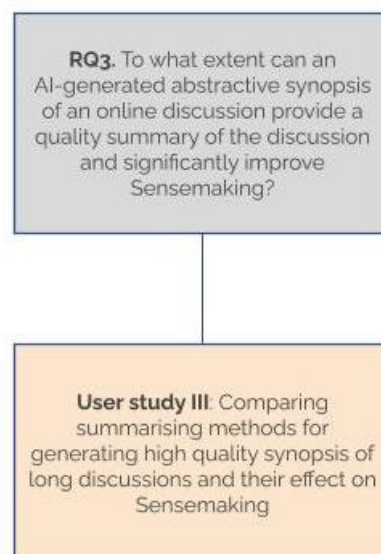 RQ3. To what extent can an
AI-generated abstractive synopsis
of an online discussion provide a
quality summary of the discussion
and significantly improve
Sensemaking?
User study III: Comparing
summarising methods for
generating high quality synopsis of
long discussions and their effect on
Sensemaking